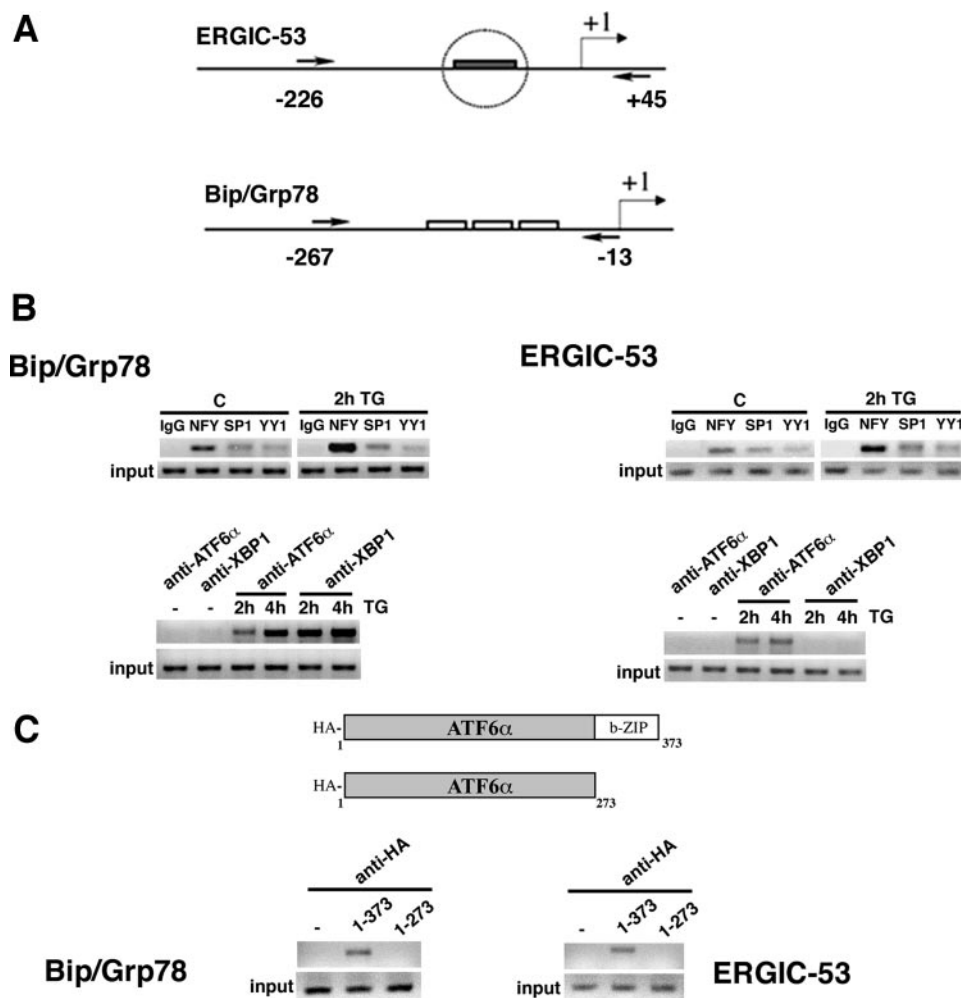 A
ERGIC-53
+1
-226
+45
Bip/Grp78
+1
-267
-13
B
Bip/Grp78
ERGIC-53
C
2h TG
IgG NFY SP1 YY1
IgG NFY SP1 YY1
input
C
2h TG
IgG NFY SP1 YY1
IgG NFY SP1 YY1
input
anti-ATF6α
anti-XBP1
anti-ATF6α
anti-XBP1
- - 2h 4h 2h 4h TG
input
anti-ATF6α
anti-XBP1
anti-ATF6α
anti-XBP1
- - 2h 4h 2h 4h TG
input
C
HA- ATF6α b-ZIP
1 373
HA- ATF6α
1 273
anti-HA
- 1-373 1-273
Bip/Grp78
input
anti-HA
- 1-373 1-273
input
ERGIC-53